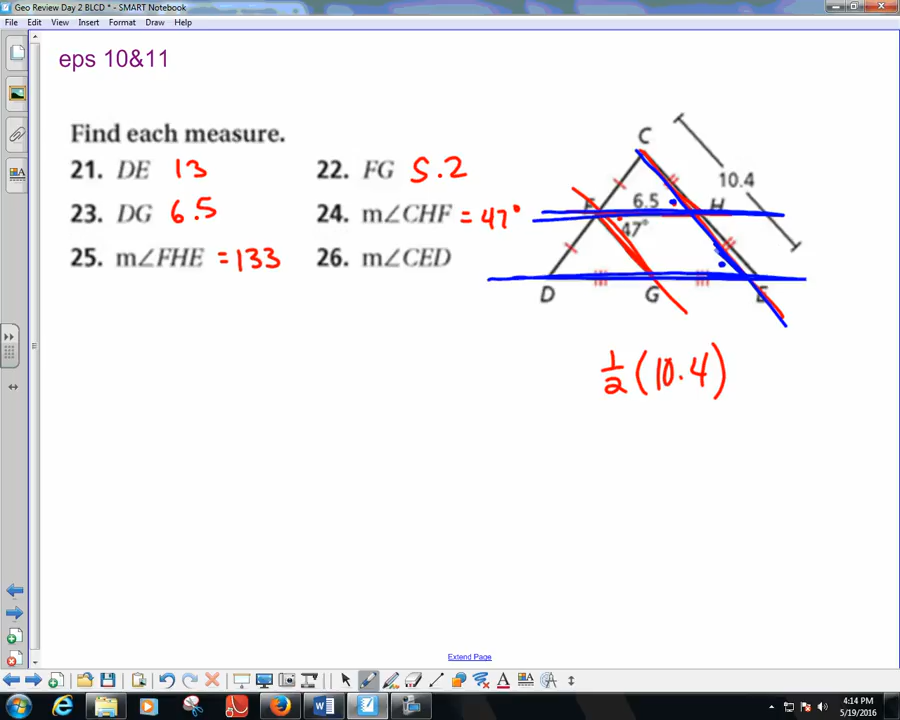 Geo Review Day 2 BLCD * - SMART Notebook
File Edit View Insert Format Draw Help
eps 10&11
Find each measure.
21. DE 13
22. FG 5.2
23. DG 6.5
24. m∠CHF = 47°
25. m∠FHE = 133
26. m∠CED
C
10.4
F 6.5 H
47°
D G E
1/2 (10.4)
Extend Page
4:14 PM
5/19/2016